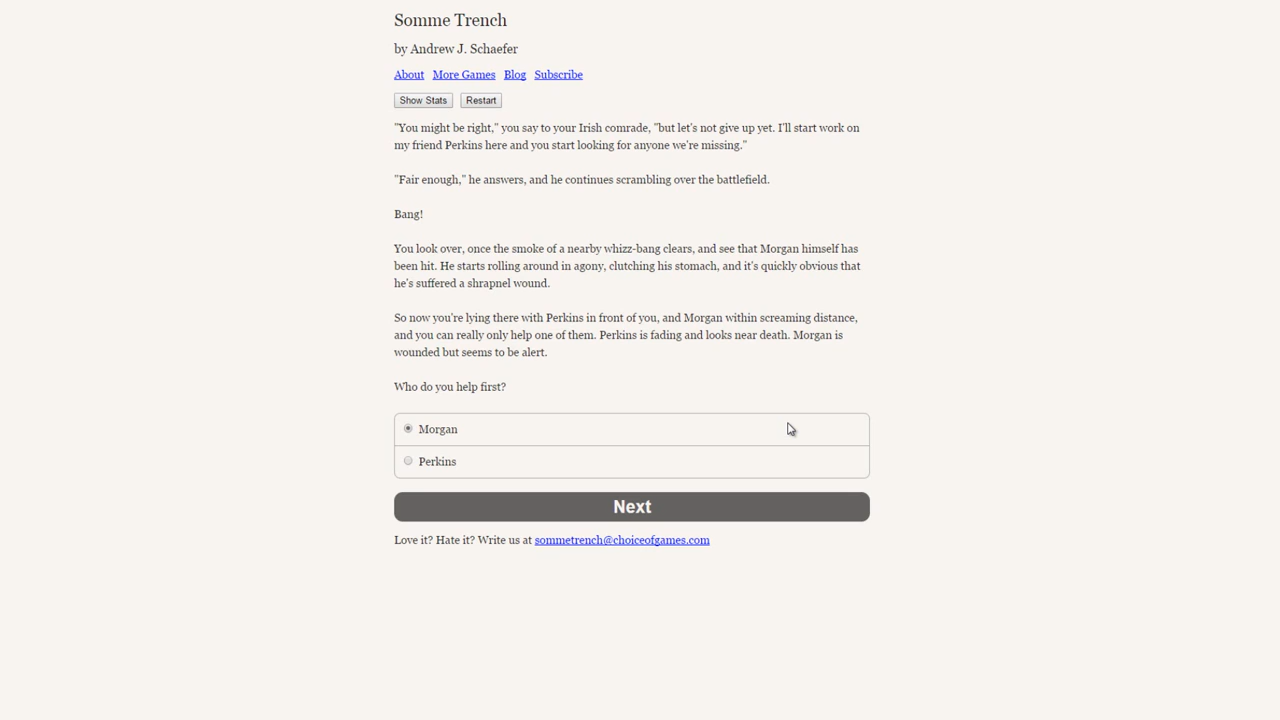 Somme Trench
by Andrew J. Schaefer
About More Games Blog Subscribe
Show Stats Restart
"You might be right," you say to your Irish comrade, "but let's not give up yet. I'll start work on
my friend Perkins here and you start looking for anyone we're missing."
"Fair enough," he answers, and he continues scrambling over the battlefield.
Bang!
You look over, once the smoke of a nearby whizz-bang clears, and see that Morgan himself has
been hit. He starts rolling around in agony, clutching his stomach, and it's quickly obvious that
he's suffered a shrapnel wound.
So now you're lying there with Perkins in front of you, and Morgan within screaming distance,
and you can really only help one of them. Perkins is fading and looks near death. Morgan is
wounded but seems to be alert.
Who do you help first?
Morgan
Perkins
Next
Love it? Hate it? Write us at sommetrench@choiceofgames.com